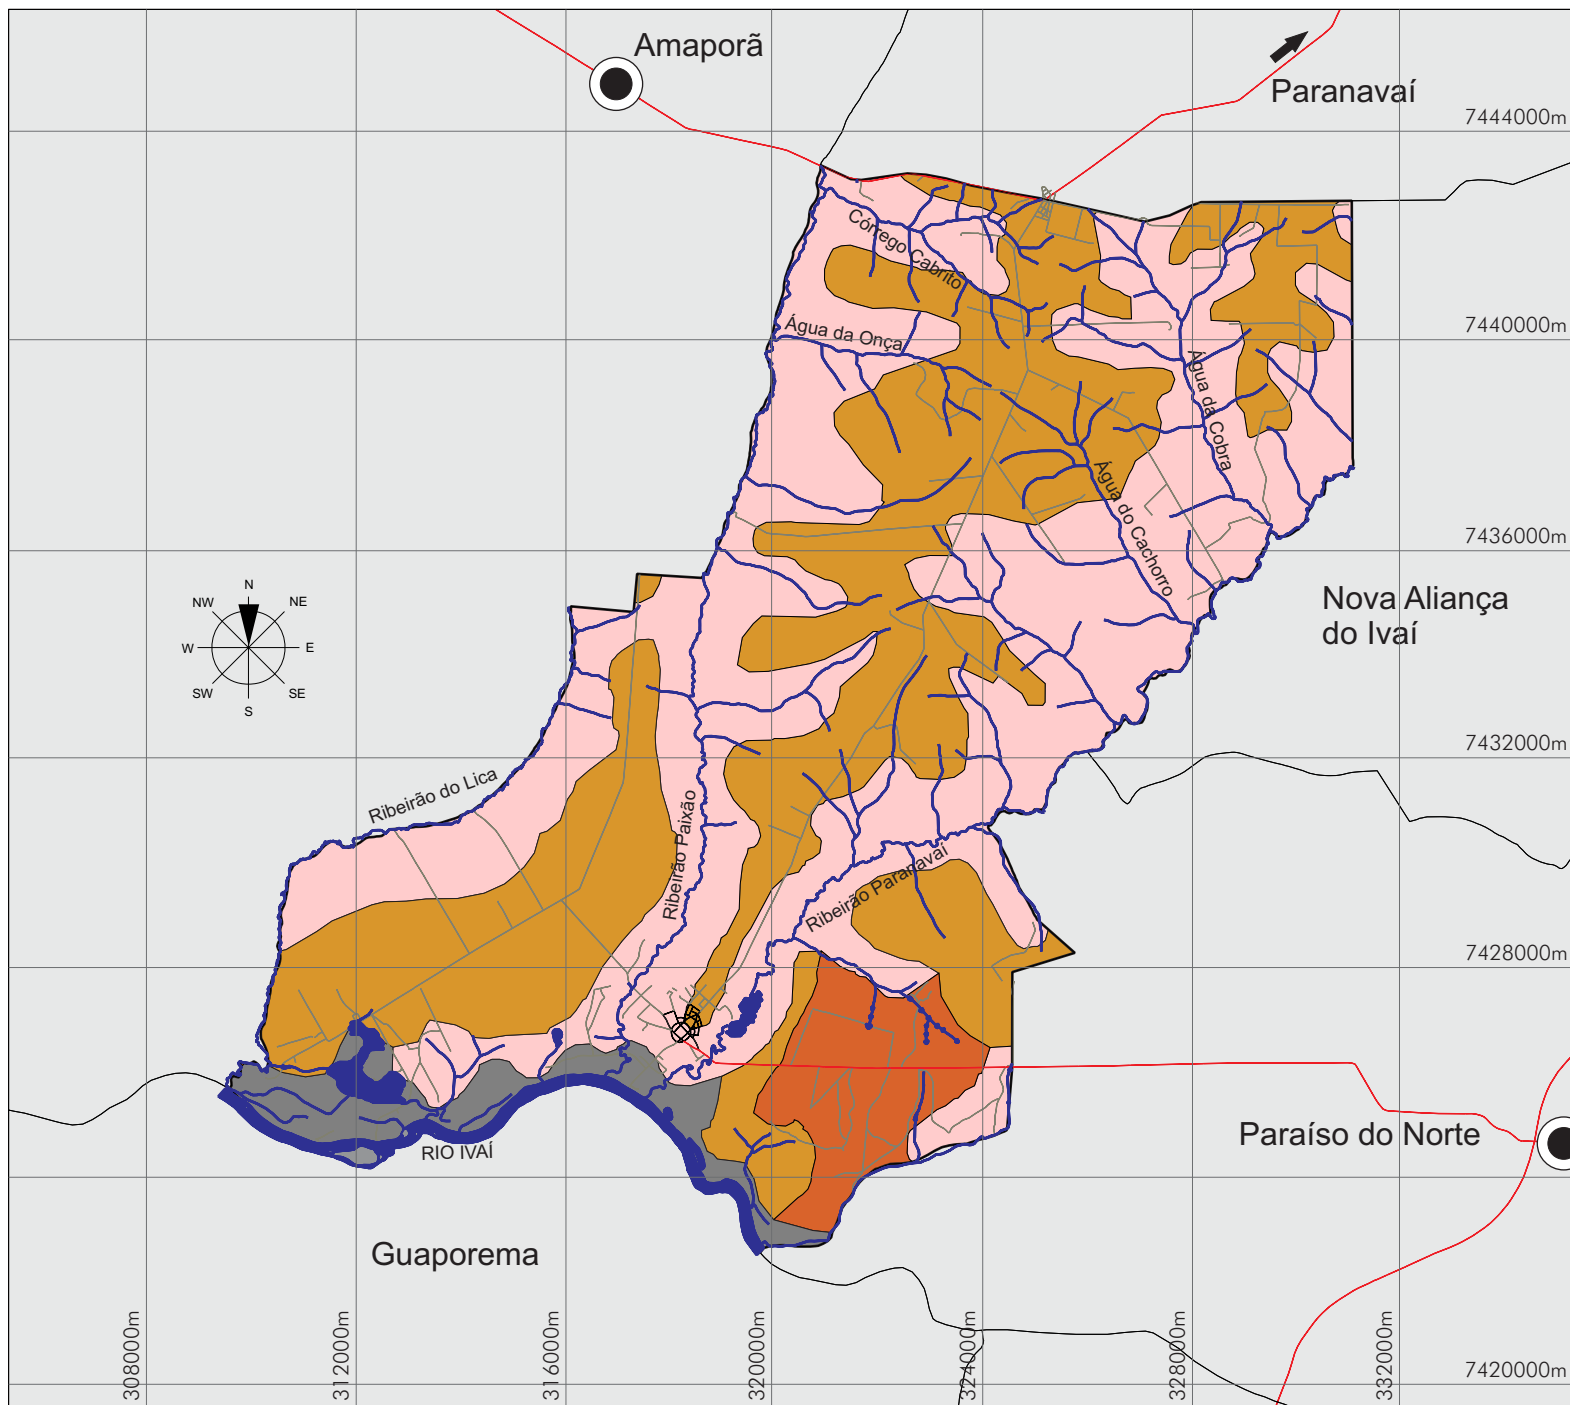 Amaporã
Paranavaí
7444000m
Córrego Cabrito
Água da Onça
7440000m
Água da Cobra
Água do Cachorro
7436000m
N
NW
NE
W
E
SW
SE
S
Nova Aliança
do Ivaí
7432000m
Ribeirão do Lica
Ribeirão Paixão
Ribeirão Paranavaí
7428000m
RIO IVAÍ
Paraíso do Norte
Guaporema
308000m
312000m
316000m
320000m
324000m
328000m
332000m
7420000m